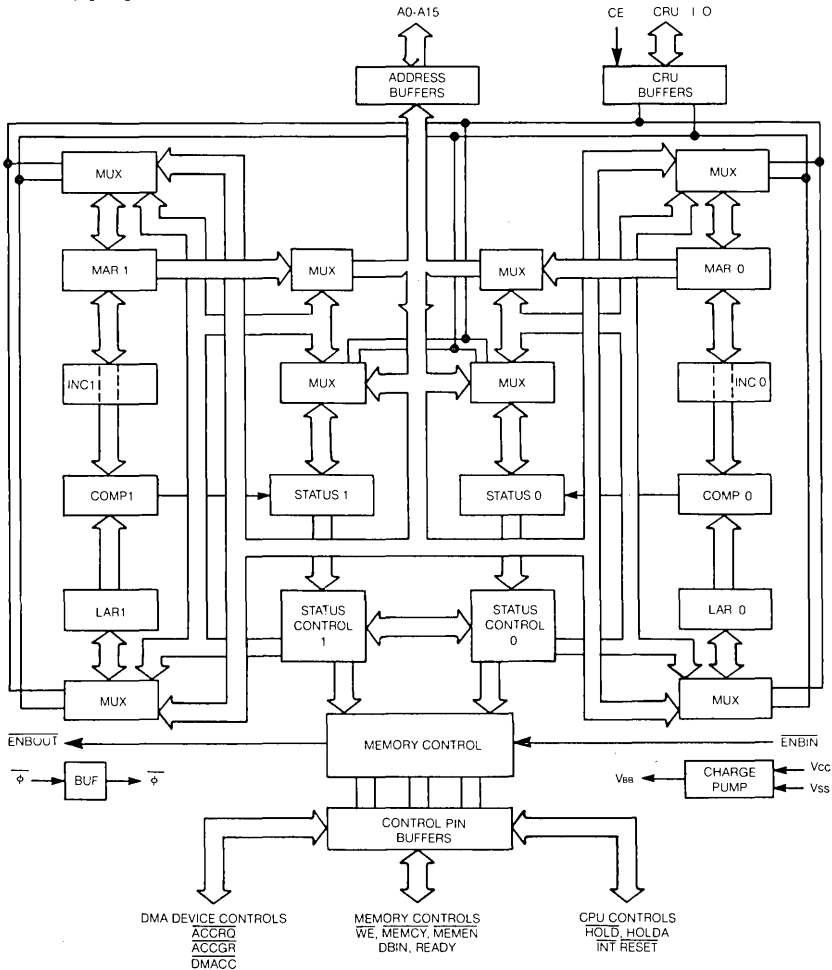 A0-A15
CE
CRU I O
ADDRESS
BUFFERS
CRU
BUFFERS
MUX
MUX
MAR 1
MUX
MUX
MAR 0
INC1
MUX
MUX
INC 0
COMP1
STATUS 1
STATUS 0
COMP 0
LAR1
STATUS
CONTROL
1
STATUS
CONTROL
0
LAR 0
MUX
MUX
ENBOUT
MEMORY CONTROL
ENBIN
φ
BUF
φ
VBB
CHARGE
PUMP
VCC
VSS
CONTROL PIN
BUFFERS
DMA DEVICE CONTROLS
ACCRQ
ACCGR
DMACC
MEMORY CONTROLS
WE, MEMCY, MEMEN
DBIN, READY
CPU CONTROLS
HOLD, HOLDA
INT RESET